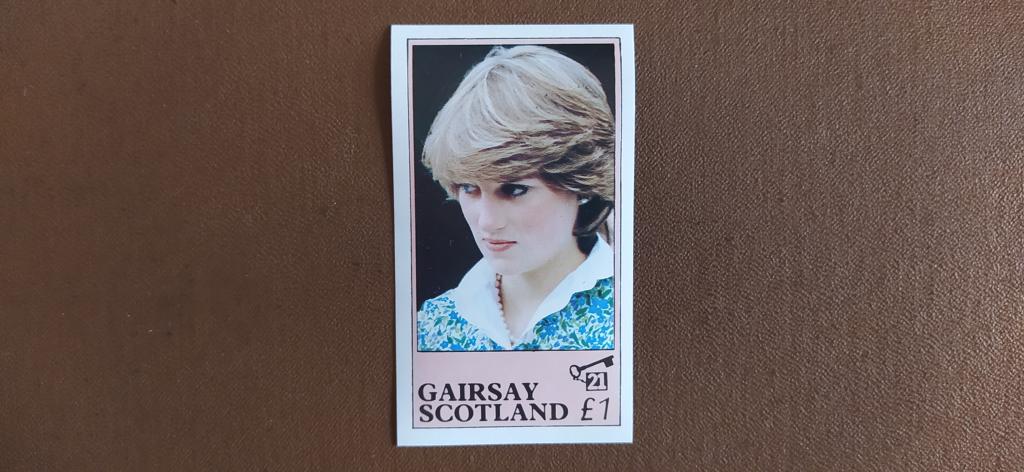 21
GAIRSAY
SCOTLAND £1